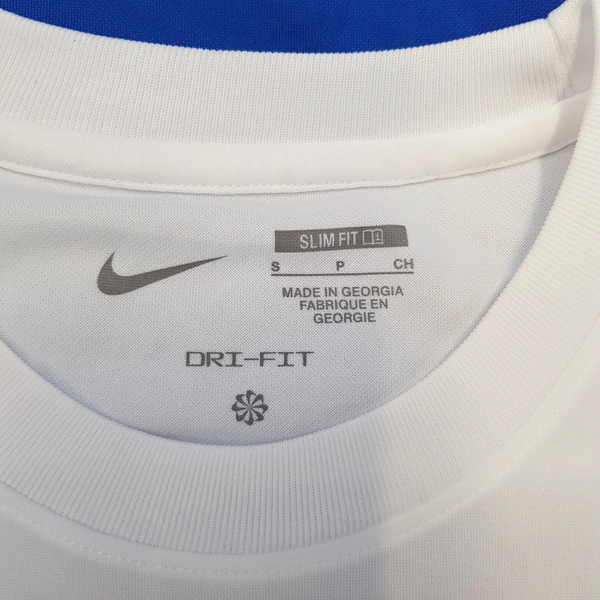 SLIM FIT
S P CH
MADE IN GEORGIA
FABRIQUE EN
GEORGIE
DRI-FIT